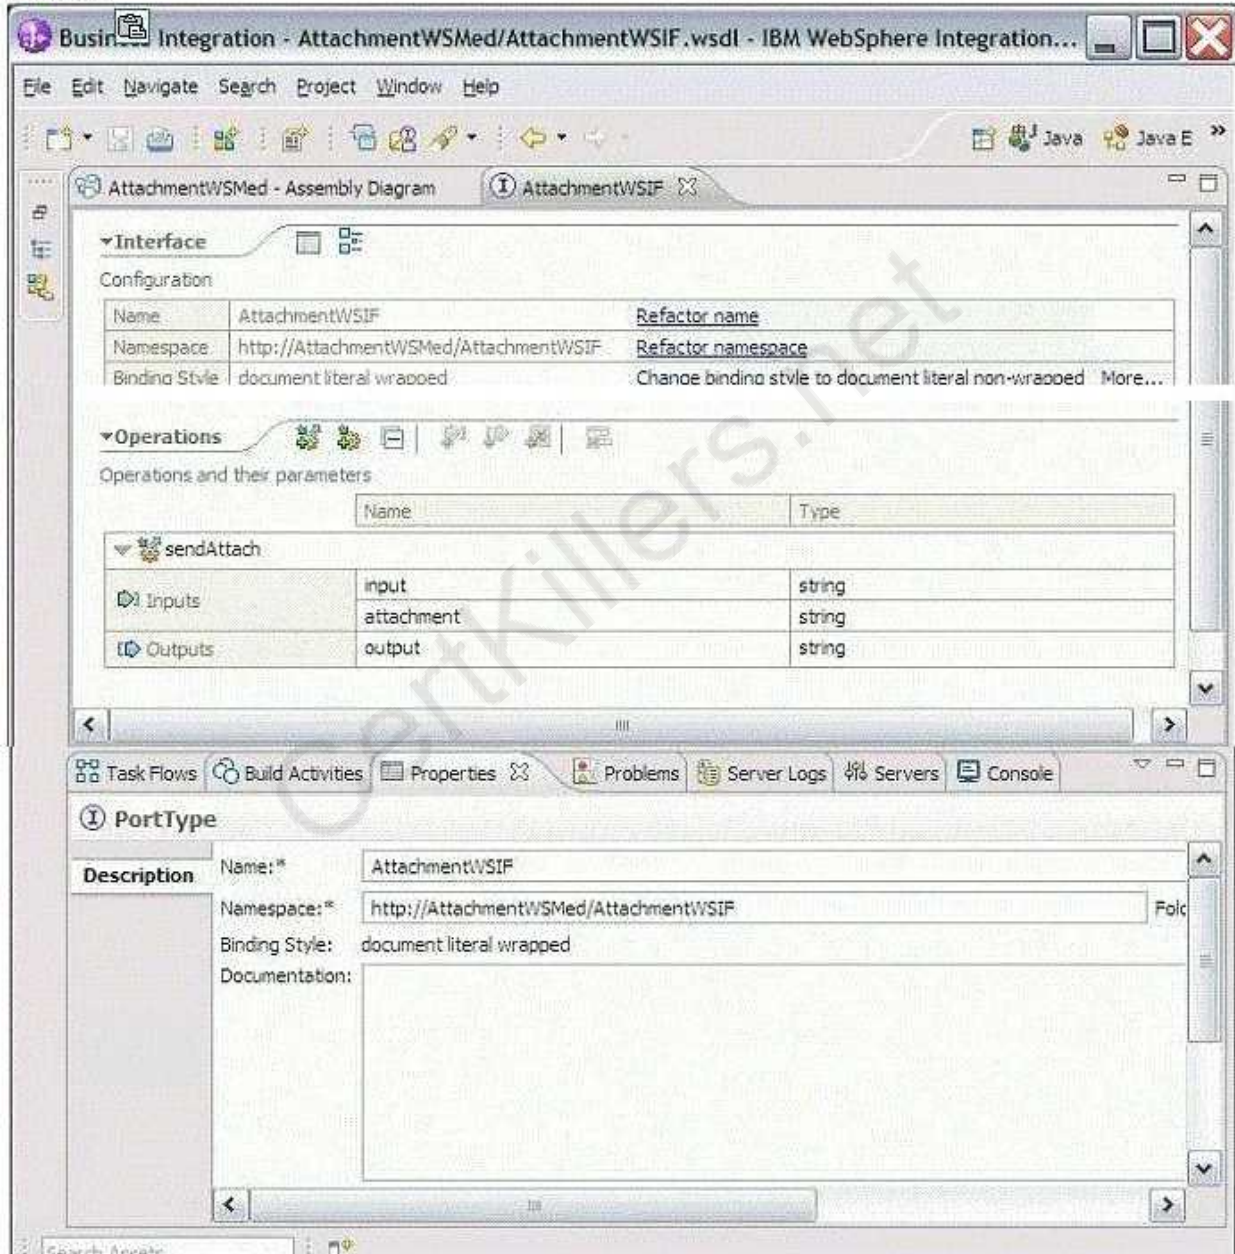 Business Integration - AttachmentWSMed/AttachmentWSIF.wsdl - IBM WebSphere Integration...
File Edit Navigate Search Project Window Help
Java Java E »
AttachmentWSMed - Assembly Diagram AttachmentWSIF
Interface
Configuration
Name AttachmentWSIF Refactor name
Namespace http://AttachmentWSMed/AttachmentWSIF Refactor namespace
Binding Style document literal wrapped Change binding style to document literal non-wrapped More...
Operations
Operations and their parameters
Name Type
sendAttach
Inputs input string
attachment string
Outputs output string
Task Flows Build Activities Properties Problems Server Logs Servers Console
PortType
Description
Name:* AttachmentWSIF
Namespace:* http://AttachmentWSMed/AttachmentWSIF Fold
Binding Style: document literal wrapped
Documentation:
Search Assets
CertKillers.net